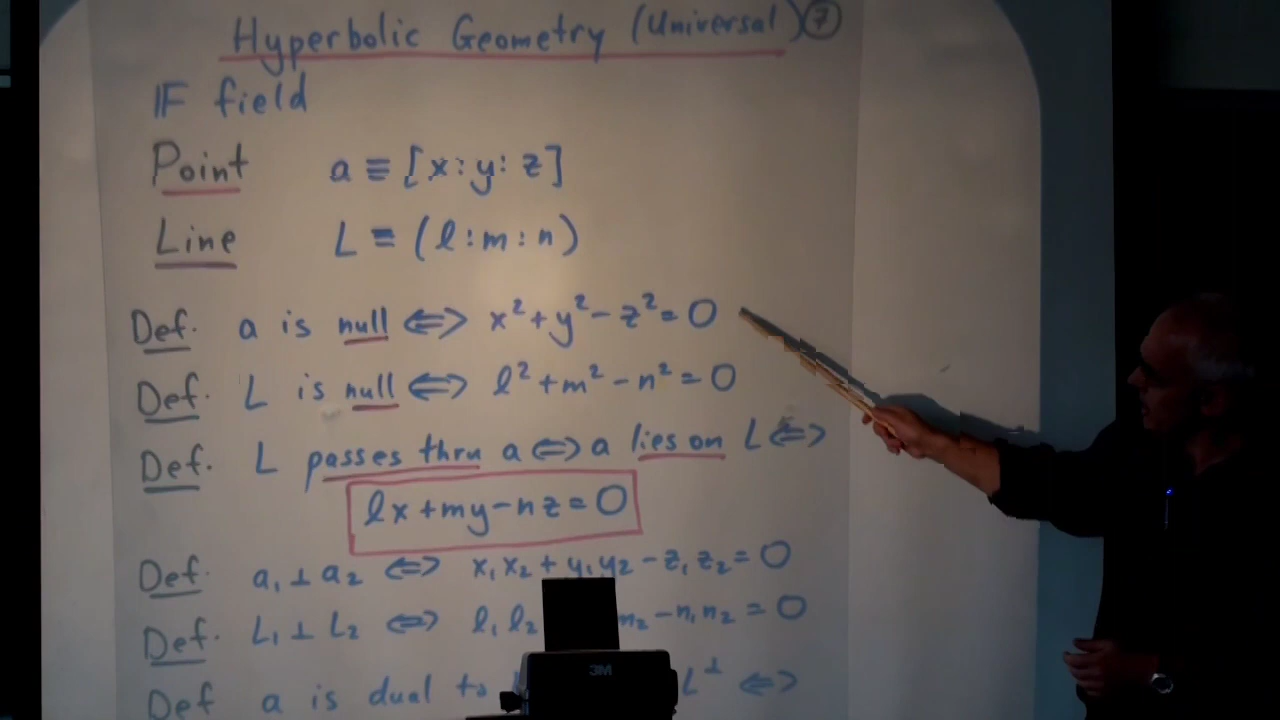 Hyperbolic Geometry (Universal) ⑦
𝔽 field
Point a ≡ [x:y:z]
Line L ≡ (l:m:n)
Def. a is null ⟺ x²+y²-z²=0
Def. L is null ⟺ l²+m²-n²=0
Def. L passes thru a ⟺ a lies on L ⟺
lx+my-nz=0
Def. a₁ ⊥ a₂ ⟺ x₁x₂+y₁y₂-z₁z₂=0
Def. L₁ ⊥ L₂ ⟺ l₁l₂ m₂-n₁n₂=0
Def a is dual to L^⊥ ⟺
3M